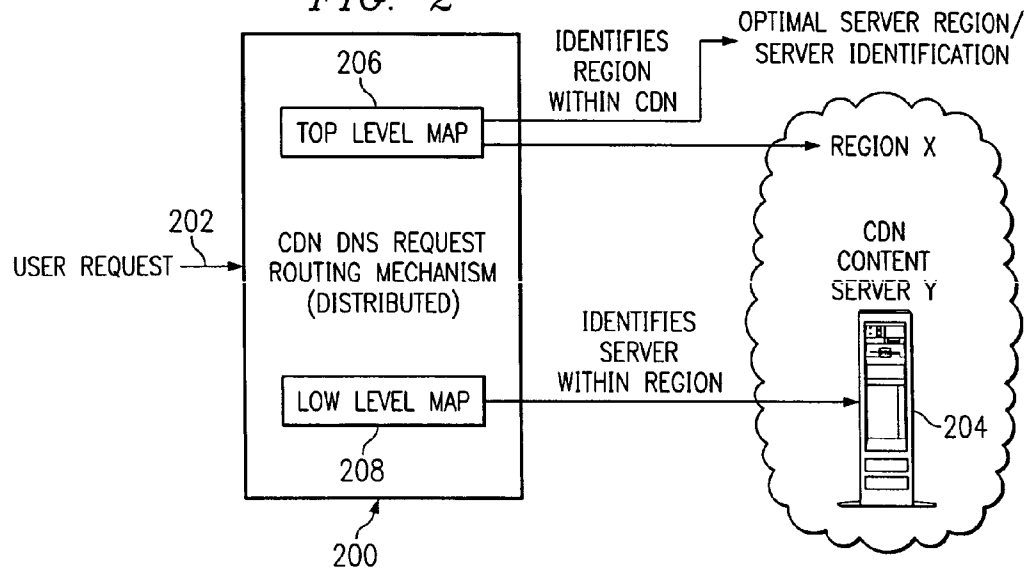 FIG. 2
OPTIMAL SERVER REGION/
SERVER IDENTIFICATION
IDENTIFIES
REGION
WITHIN CDN
206
TOP LEVEL MAP
REGION X
202
USER REQUEST
CDN DNS REQUEST
ROUTING MECHANISM
(DISTRIBUTED)
CDN
CONTENT
SERVER Y
IDENTIFIES
SERVER
WITHIN REGION
LOW LEVEL MAP
204
208
200